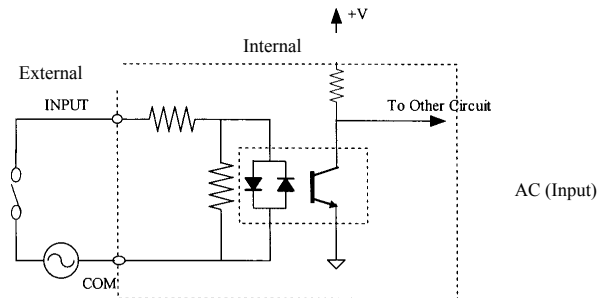 +V
Internal
External
INPUT
To Other Circuit
AC (Input)
COM